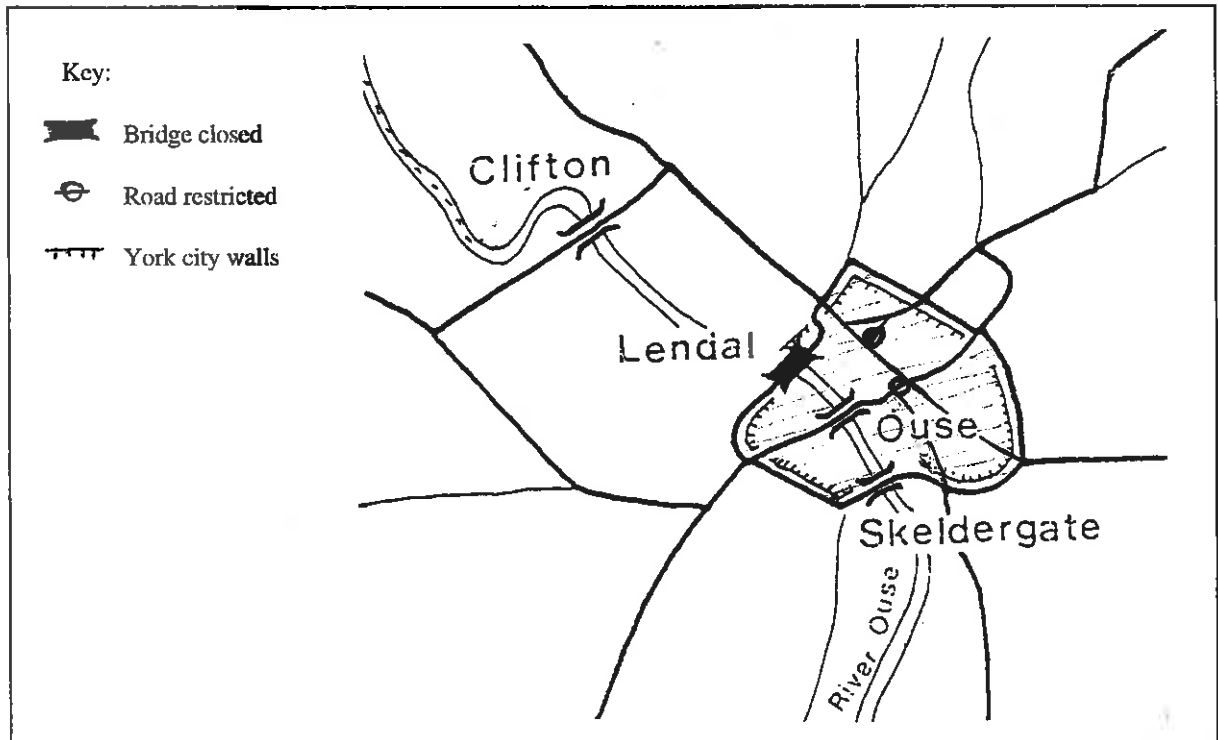 Key:
Bridge closed
Road restricted
York city walls
Clifton
Lendal
Ouse
Skeldergate
River Ouse